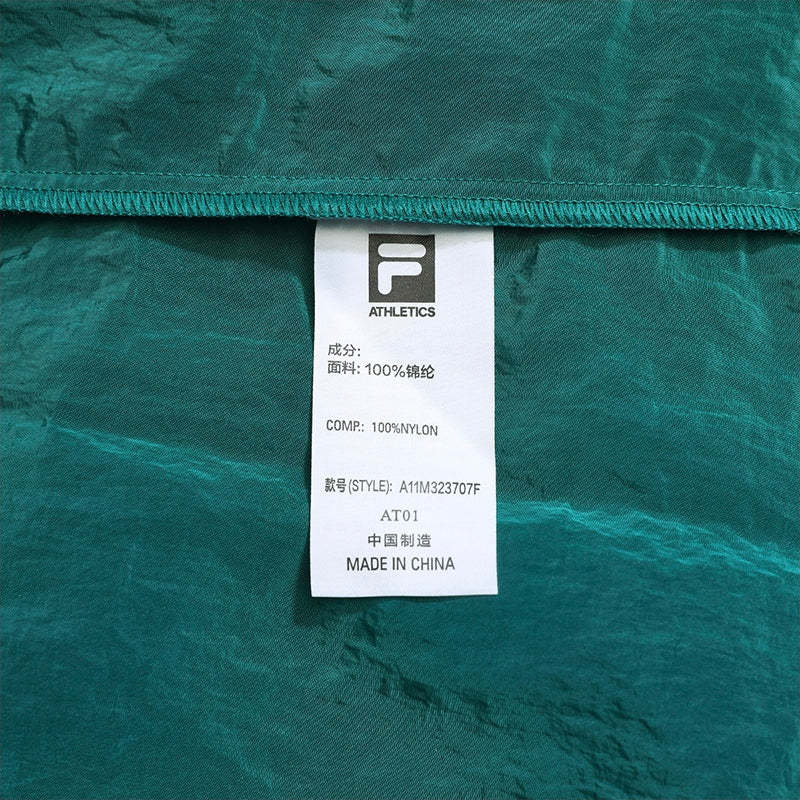 F
ATHLETICS
成分:
面料: 100%锦纶
COMP.: 100%NYLON
款号(STYLE): A11M323707F
AT01
中国制造
MADE IN CHINA